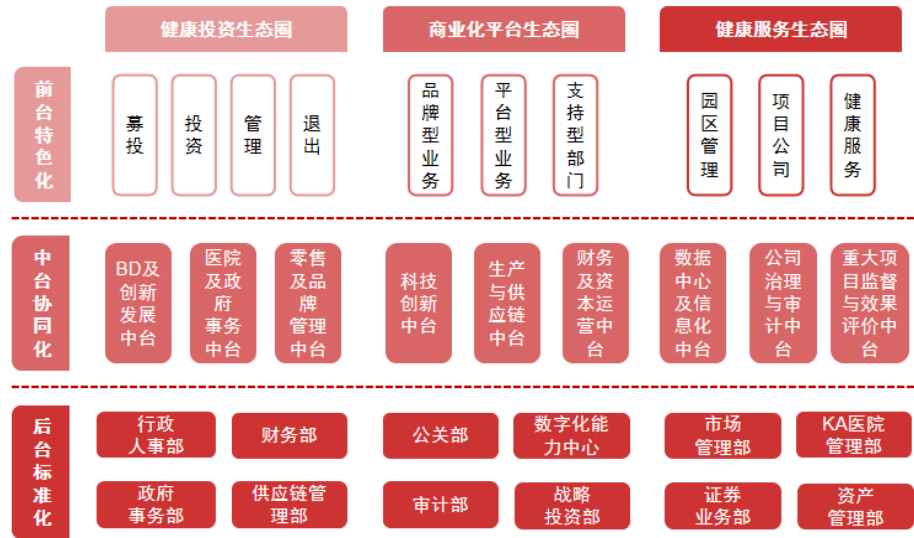 健康投资生态圈
商业化平台生态圈
健康服务生态圈
前台特色化
募投
投资
管理
退出
品牌型业务
平台型业务
支持型部门
园区管理
项目公司
健康服务
中台协同化
BD及
创新
发展
中台
医院
及政
府
事务
中台
零售
及品
牌
管理
中台
科技
创新
中台
生产
与供
应链
中台
财务
及资
本运
营中
台
数据
中心
及信
息化
中台
公司
治理
与审
计中
台
重大项
目监督
与效果
评价中
台
后台标准化
行政
人事部
财务部
公关部
数字化能
力中心
市场
管理部
KA医院
管理部
政府
事务部
供应链管
理部
审计部
战略
投资部
证券
业务部
资产
管理部